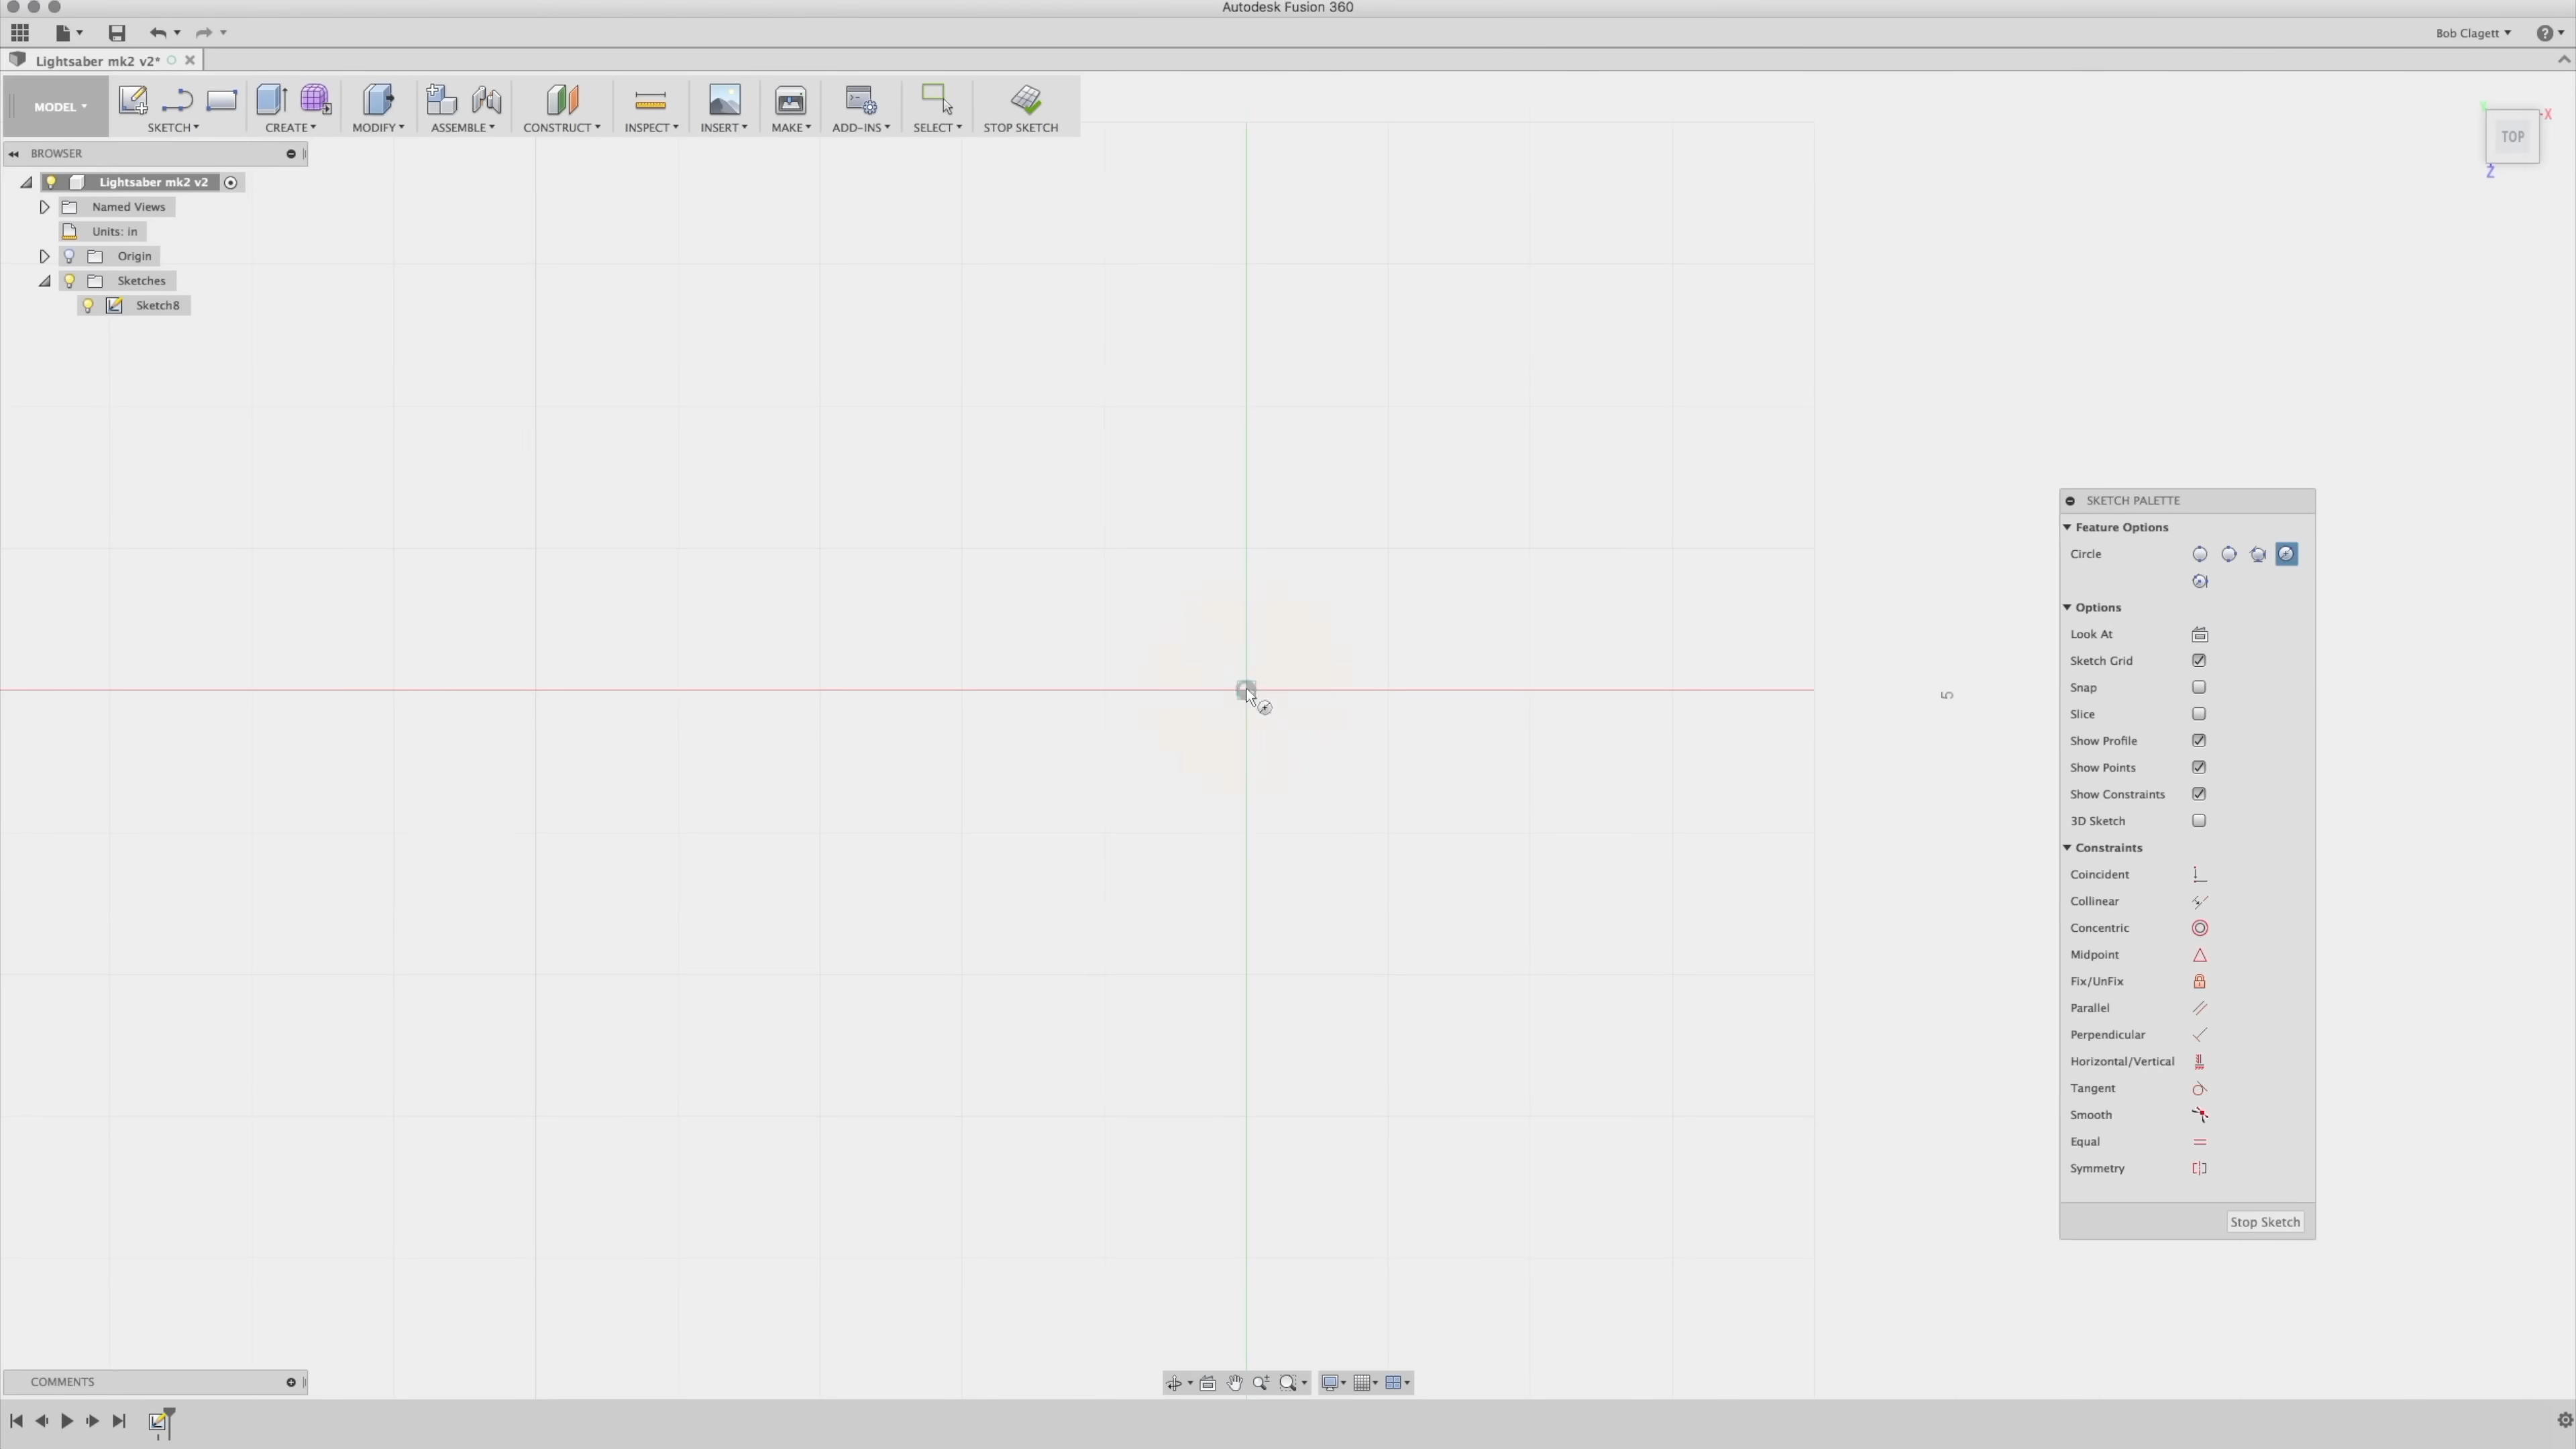 Autodesk Fusion 360
Bob Clagett
Lightsaber mk2 v2*
MODEL
SKETCH
CREATE
MODIFY
ASSEMBLE
CONSTRUCT
INSPECT
INSERT
MAKE
ADD-INS
SELECT
STOP SKETCH
-X
TOP
Z
BROWSER
Lightsaber mk2 v2
Named Views
Units: in
Origin
Sketches
Sketch8
5
SKETCH PALETTE
Feature Options
Circle
Options
Look At
Sketch Grid
Snap
Slice
Show Profile
Show Points
Show Constraints
3D Sketch
Constraints
Coincident
Collinear
Concentric
Midpoint
Fix/UnFix
Parallel
Perpendicular
Horizontal/Vertical
Tangent
Smooth
Equal
Symmetry
Stop Sketch
COMMENTS